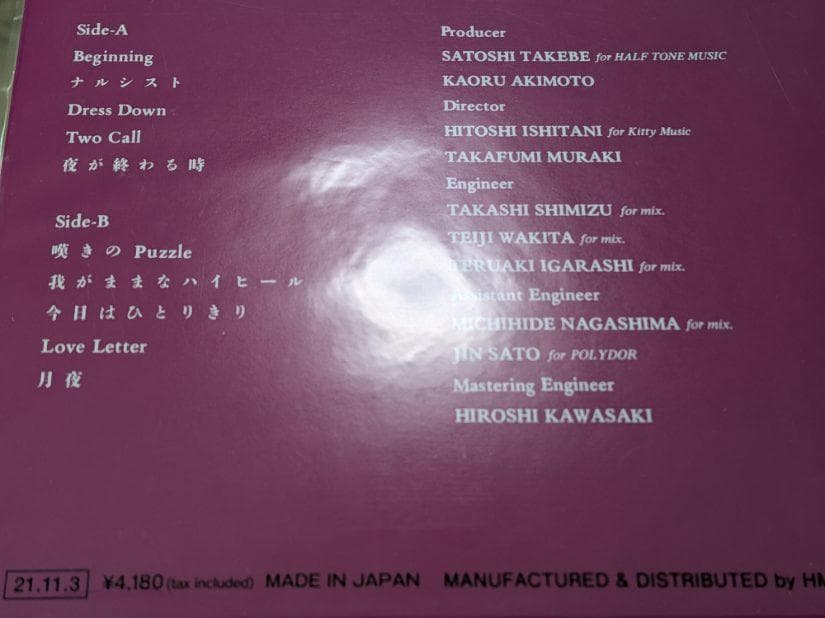 Side-A
Beginning
ナルシスト
Dress Down
Two Call
夜が終わる時
Side-B
嘆きの Puzzle
我がままなハイヒール
今日はひとりきり
Love Letter
月夜
Producer
SATOSHI TAKEBE for HALF TONE MUSIC
KAORU AKIMOTO
Director
HITOSHI ISHITANI for Kitty Music
TAKAFUMI MURAKI
Engineer
TAKASHI SHIMIZU for mix.
TEIJI WAKITA for mix.
TERUAKI IGARASHI for mix.
Assistant Engineer
MICHIHIDE NAGASHIMA for mix.
JIN SATO for POLYDOR
Mastering Engineer
HIROSHI KAWASAKI
21.11.3 ¥4,180 (tax included) MADE IN JAPAN MANUFACTURED & DISTRIBUTED by HM